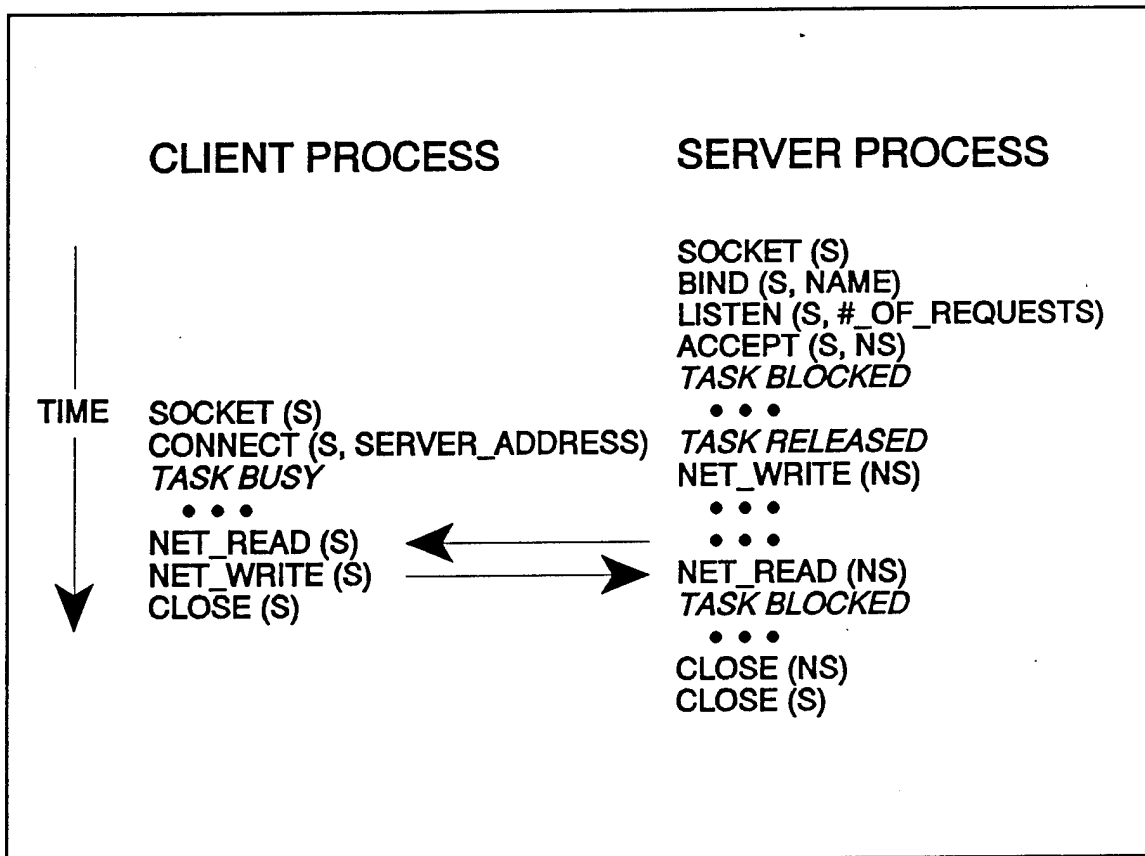 CLIENT PROCESS
SERVER PROCESS
TIME
SOCKET (S)
CONNECT (S, SERVER_ADDRESS)
TASK BUSY
• • •
NET_READ (S)
NET_WRITE (S)
CLOSE (S)
SOCKET (S)
BIND (S, NAME)
LISTEN (S, #_OF_REQUESTS)
ACCEPT (S, NS)
TASK BLOCKED
• • •
TASK RELEASED
NET_WRITE (NS)
• • •
• • •
NET_READ (NS)
TASK BLOCKED
• • •
CLOSE (NS)
CLOSE (S)